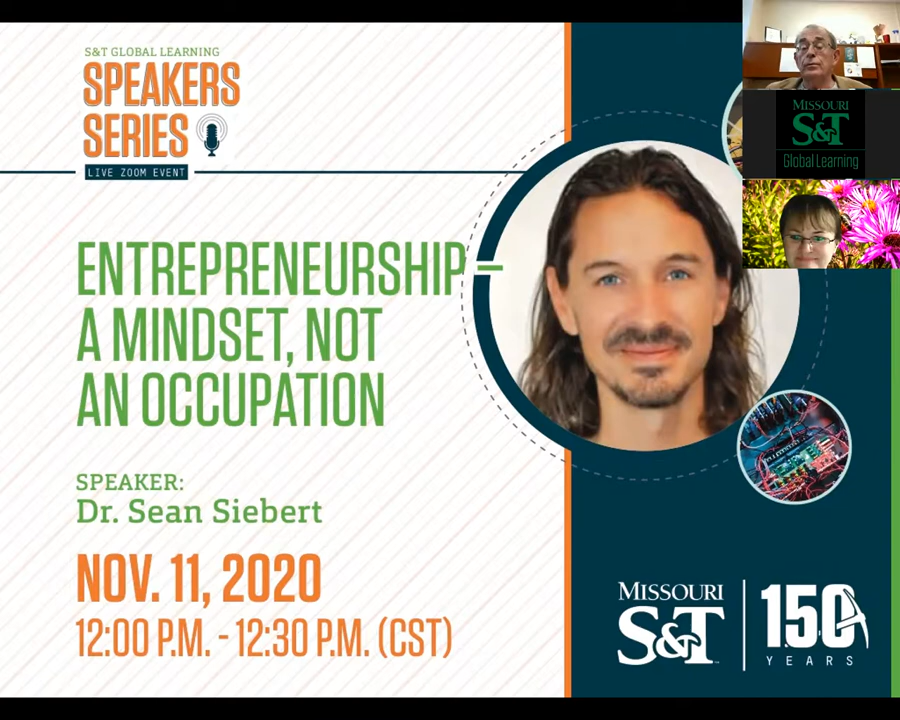 S&T GLOBAL LEARNING
SPEAKERS
SERIES
LIVE ZOOM EVENT
ENTREPRENEURSHIP –
A MINDSET, NOT
AN OCCUPATION
SPEAKER:
Dr. Sean Siebert
NOV. 11, 2020
12:00 P.M. - 12:30 P.M. (CST)
MISSOURI
S&T
Global Learning
MISSOURI
S&T
150
YEARS